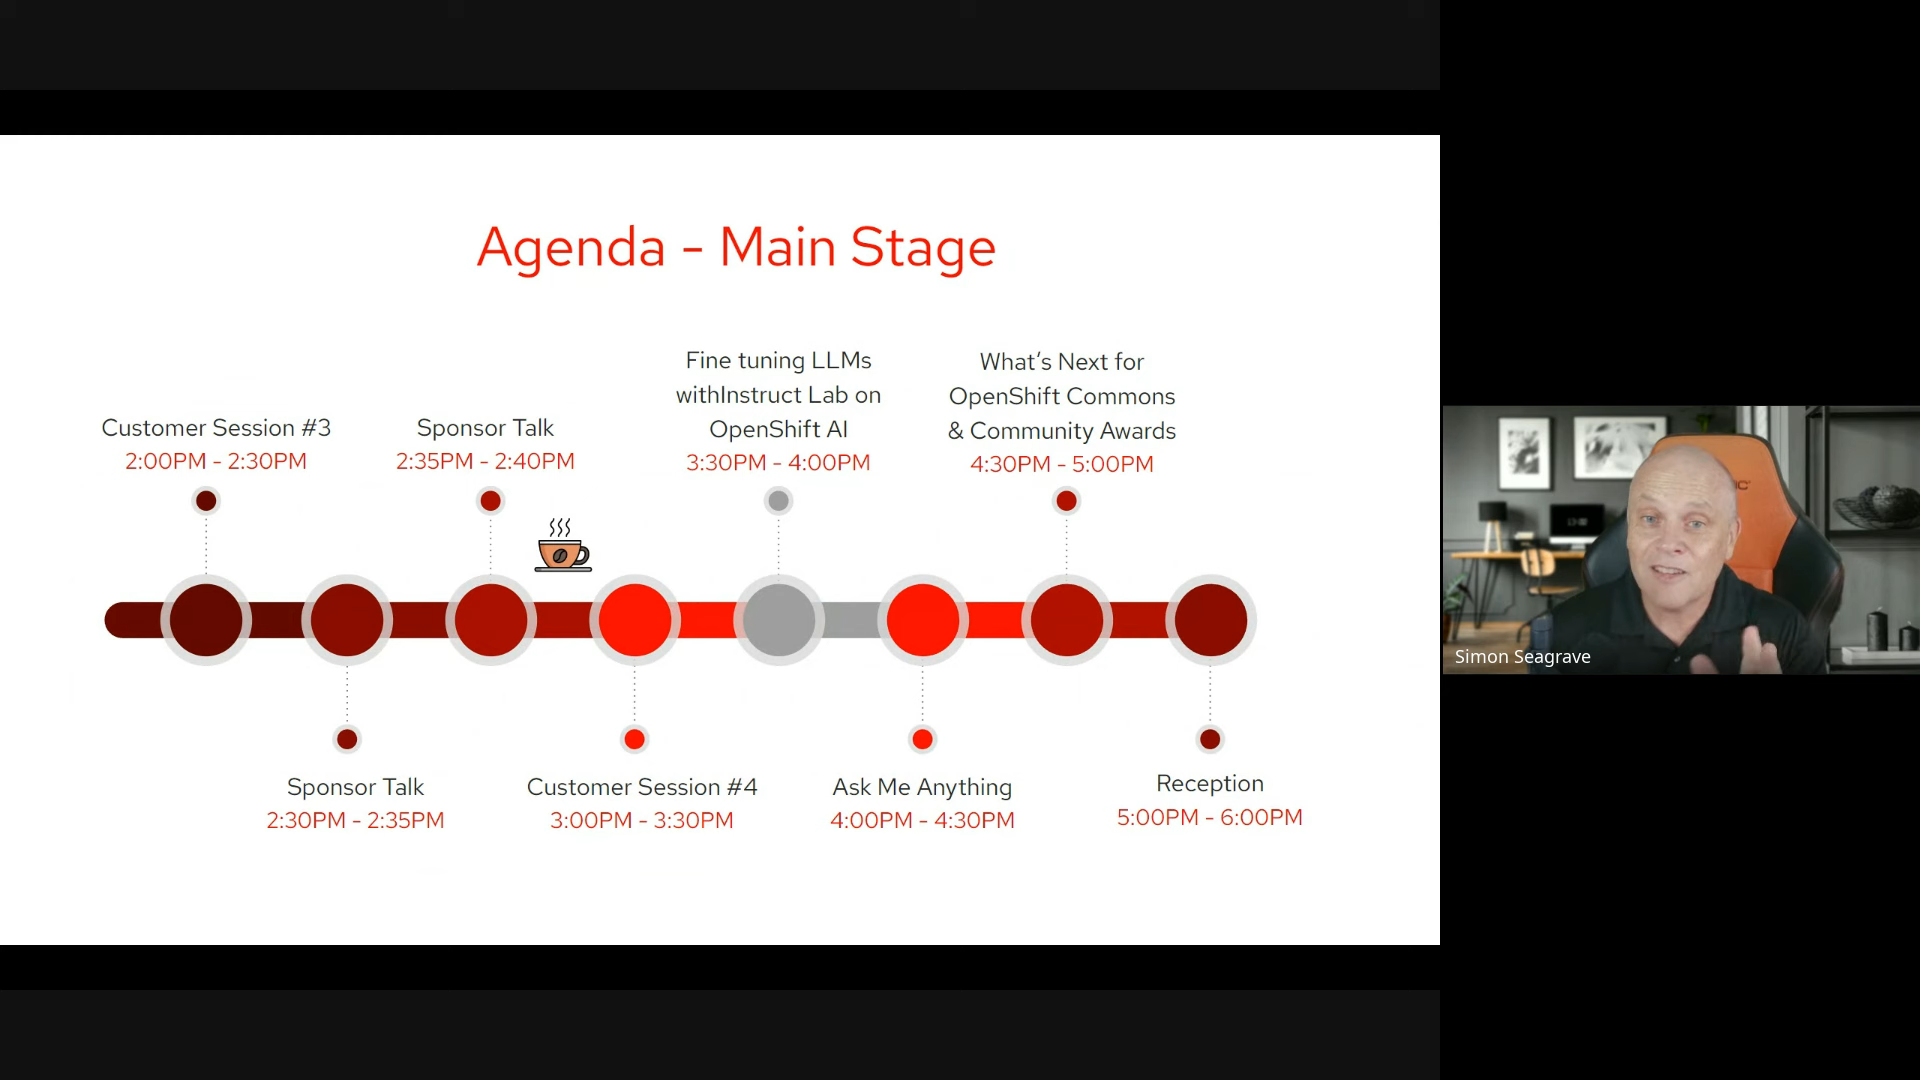 Agenda - Main Stage
Customer Session #3
2:00PM - 2:30PM
Sponsor Talk
2:35PM - 2:40PM
Fine tuning LLMs
withInstruct Lab on
OpenShift AI
3:30PM - 4:00PM
What's Next for
OpenShift Commons
& Community Awards
4:30PM - 5:00PM
Sponsor Talk
2:30PM - 2:35PM
Customer Session #4
3:00PM - 3:30PM
Ask Me Anything
4:00PM - 4:30PM
Reception
5:00PM - 6:00PM
Simon Seagrave